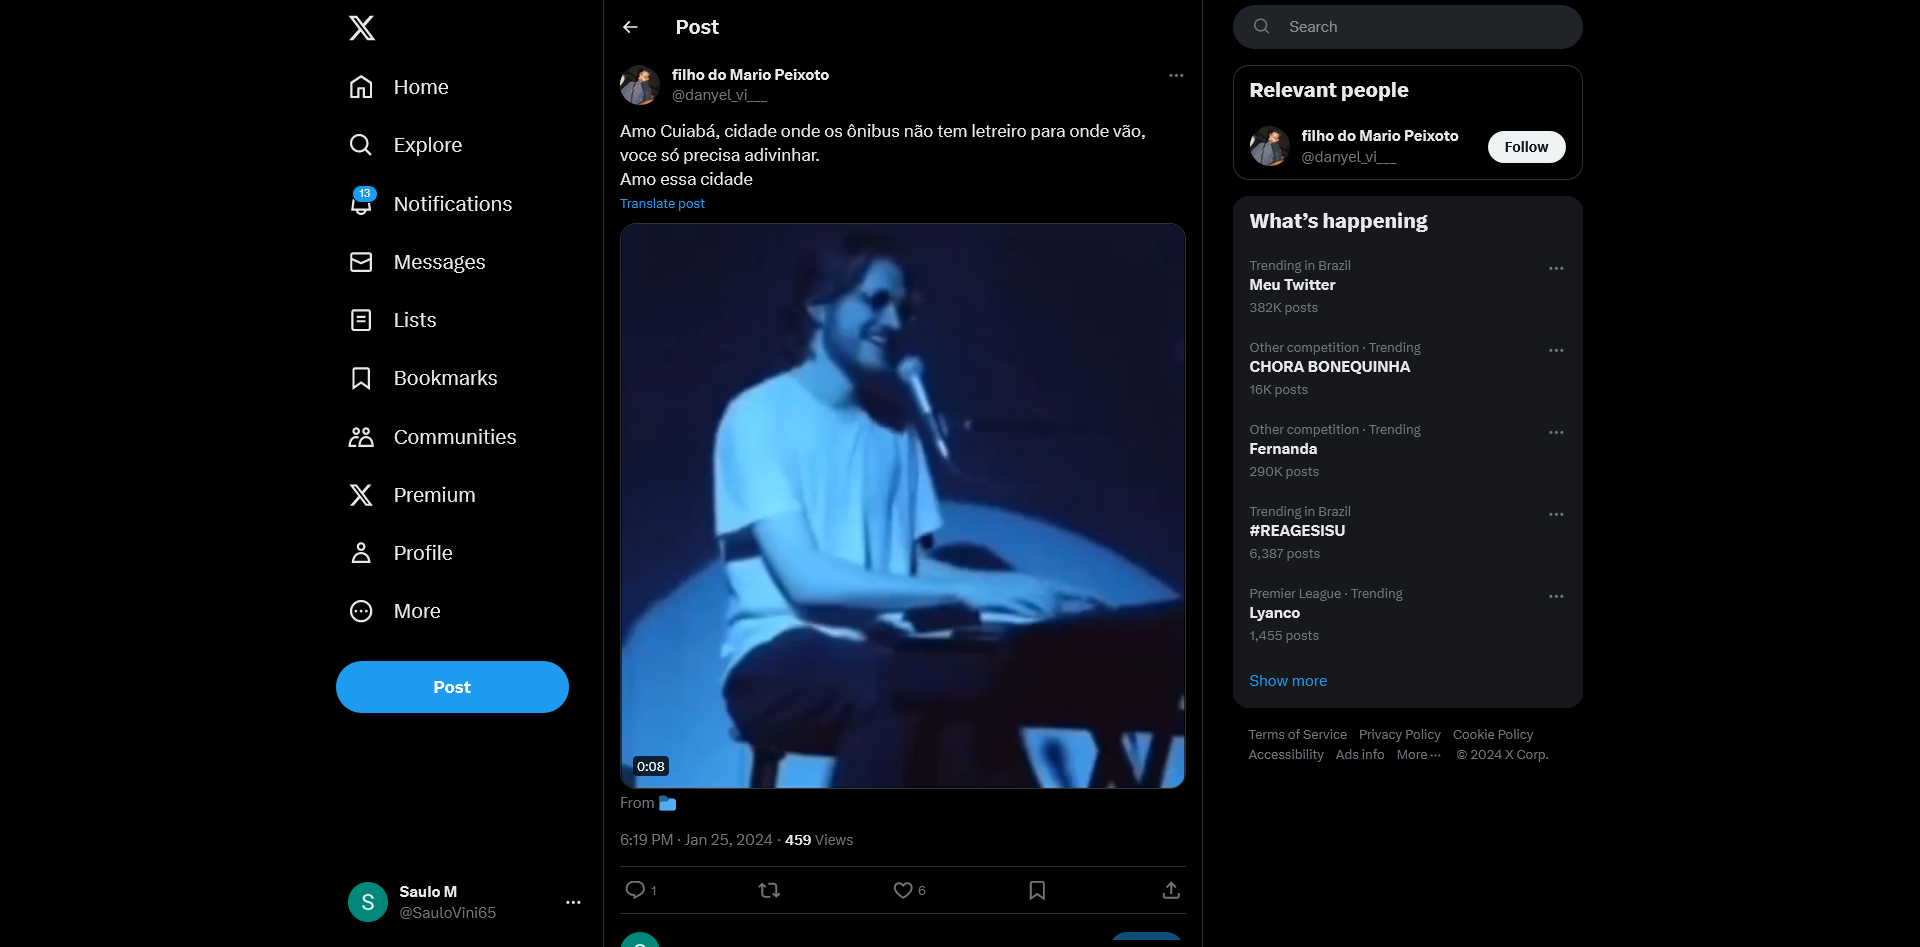 Home
Explore
13
Notifications
Messages
Lists
Bookmarks
Communities
Premium
Profile
More
Post
S
Saulo M
@SauloVini65
Post
filho do Mario Peixoto
@danyel_vi___
Amo Cuiabá, cidade onde os ônibus não tem letreiro para onde vão,
voce só precisa adivinhar.
Amo essa cidade
Translate post
0:08
From
6:19 PM · Jan 25, 2024 · 459 Views
1
6
Search
Relevant people
filho do Mario Peixoto
@danyel_vi___
Follow
What’s happening
Trending in Brazil
Meu Twitter
382K posts
Other competition · Trending
CHORA BONEQUINHA
16K posts
Other competition · Trending
Fernanda
290K posts
Trending in Brazil
#REAGESISU
6,387 posts
Premier League · Trending
Lyanco
1,455 posts
Show more
Terms of Service Privacy Policy Cookie Policy
Accessibility Ads info More ··· © 2024 X Corp.